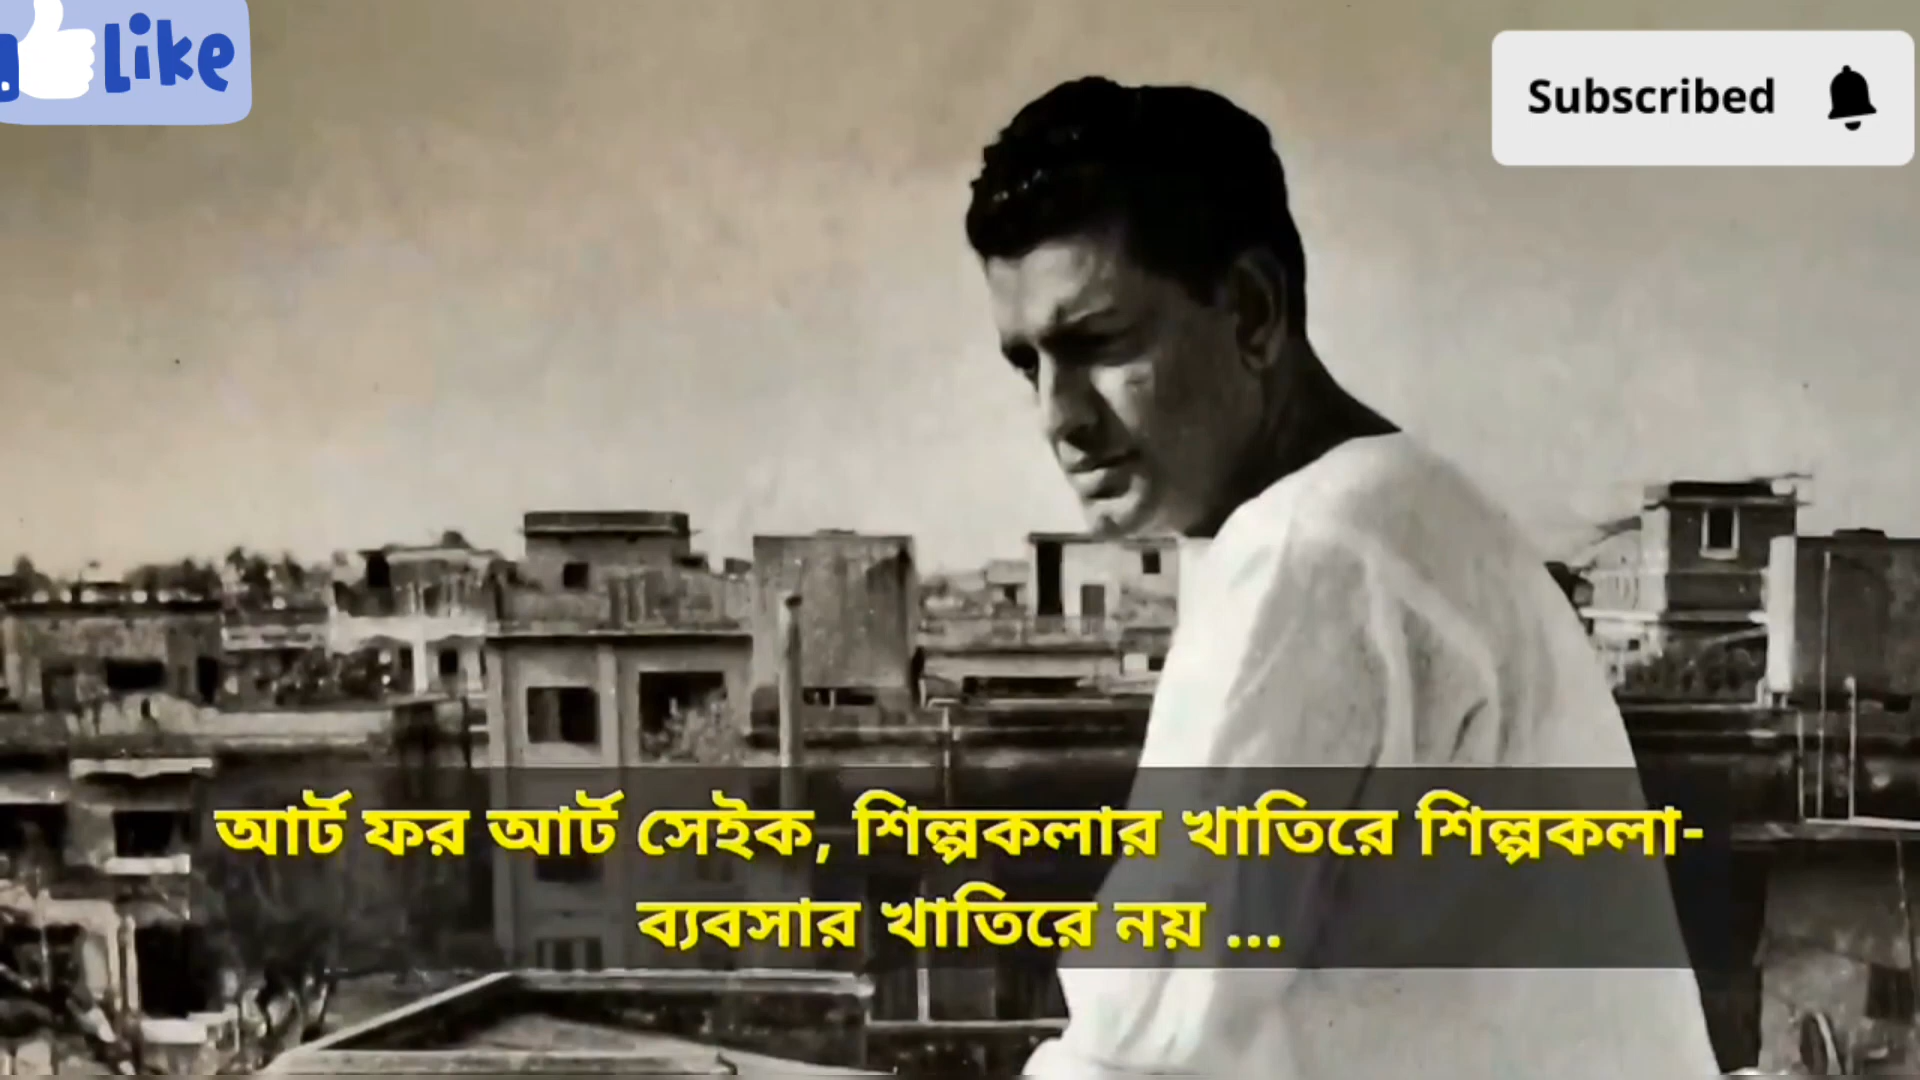 Like
Subscribed
আর্ট ফর আর্ট সেইক, শিল্পকলার খাতিরে শিল্পকলা-
ব্যবসার খাতিরে নয় ...